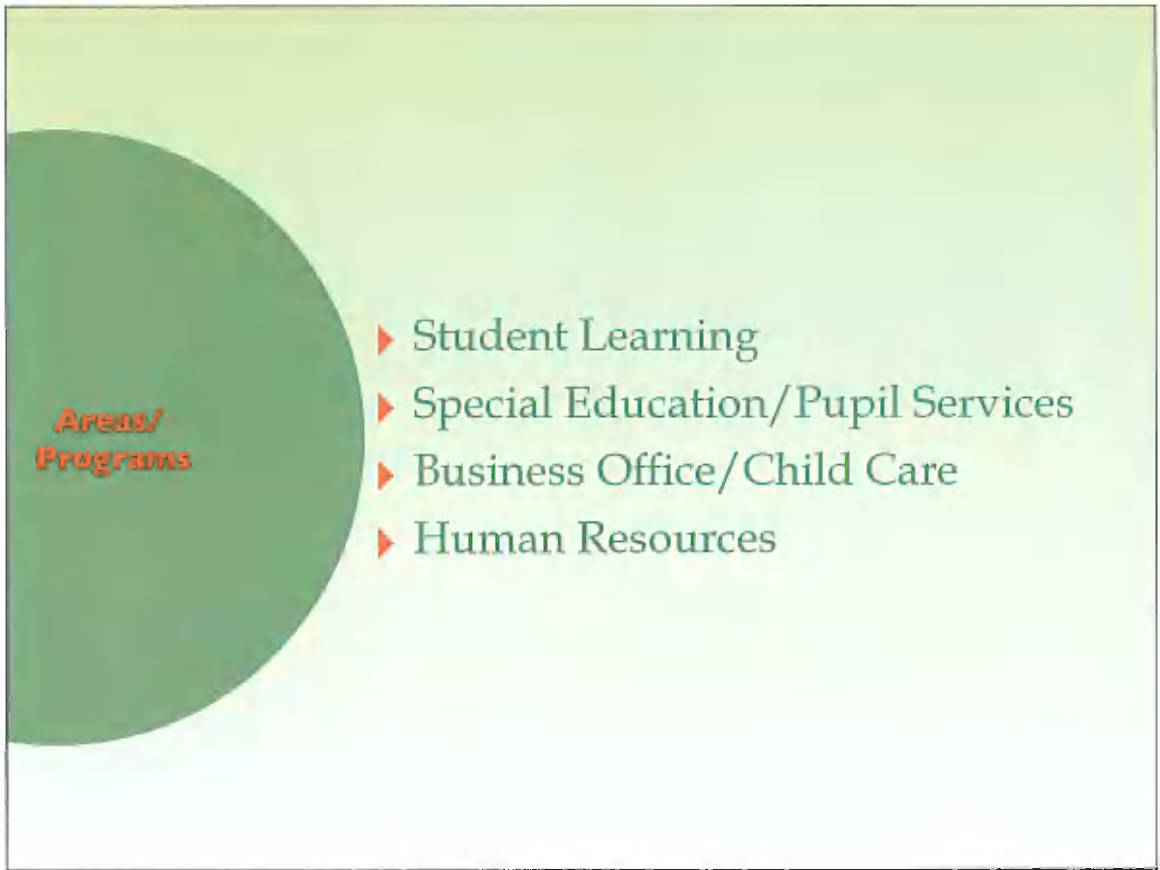 Areas/
Programs
Student Learning
Special Education/Pupil Services
Business Office/Child Care
Human Resources